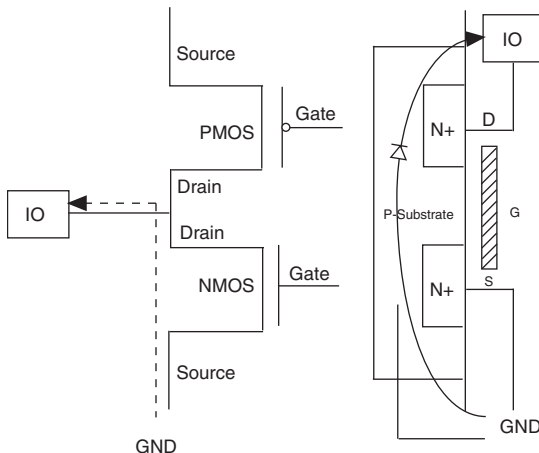 Source
PMOS
Gate
Drain
IO
Drain
NMOS
Gate
Source
GND
IO
N+
D
P-Substrate
G
N+
S
GND